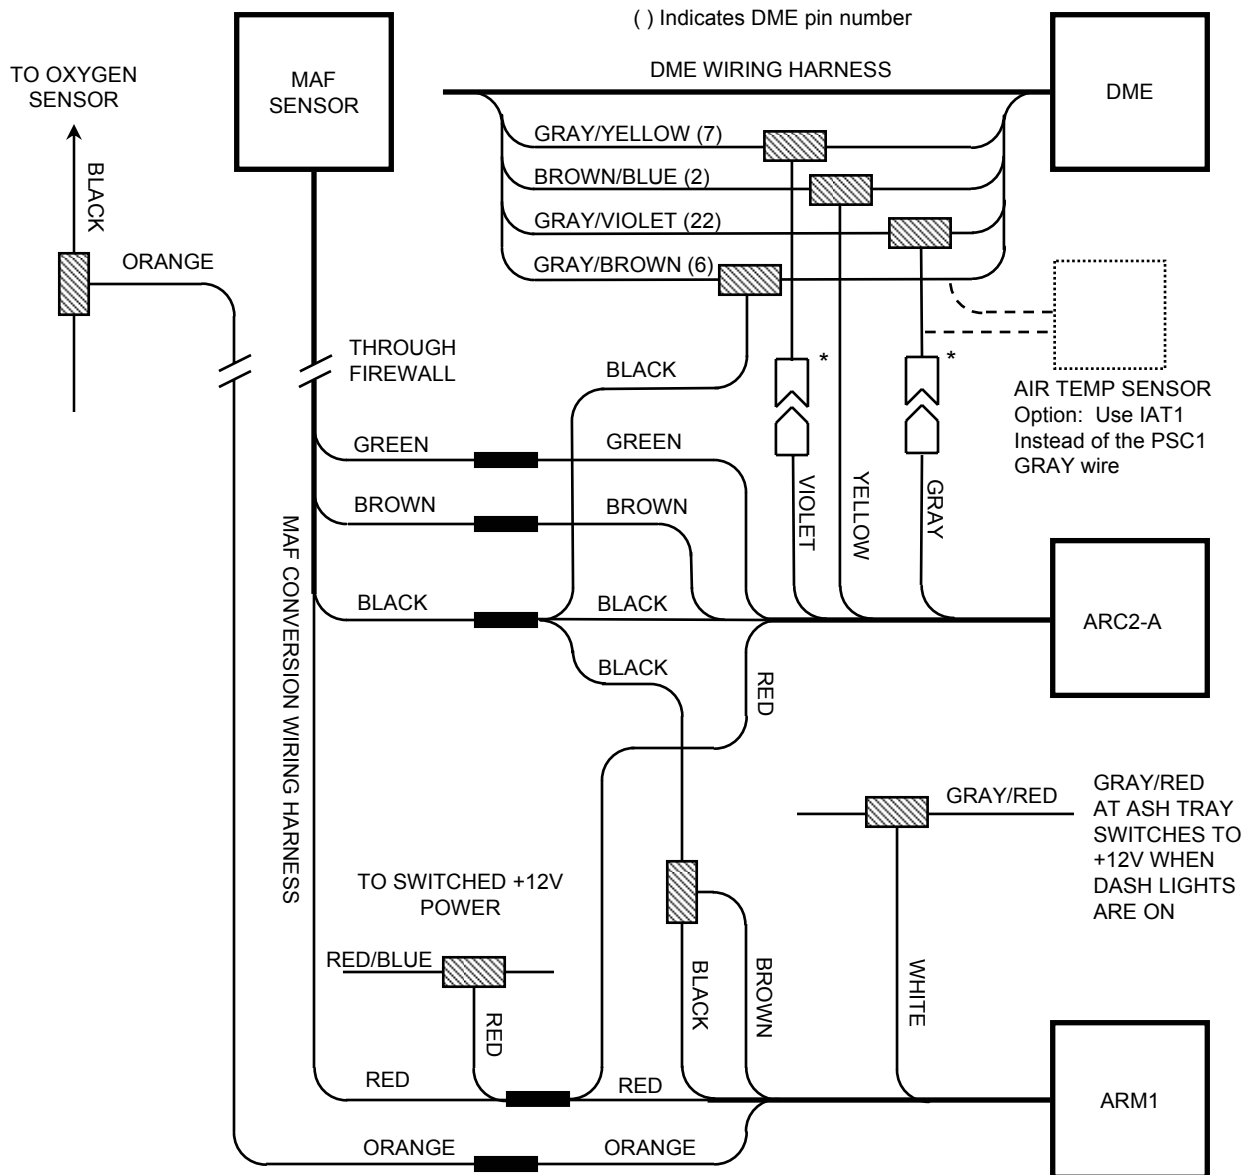 ( ) Indicates DME pin number
TO OXYGEN
SENSOR
MAF
SENSOR
DME WIRING HARNESS
DME
GRAY/YELLOW (7)
BROWN/BLUE (2)
GRAY/VIOLET (22)
GRAY/BROWN (6)
BLACK
ORANGE
THROUGH
FIREWALL
BLACK
*
*
AIR TEMP SENSOR
Option: Use IAT1
Instead of the PSC1
GRAY wire
GREEN
GREEN
VIOLET
YELLOW
GRAY
BROWN
BROWN
MAF CONVERSION WIRING HARNESS
BLACK
BLACK
ARC2-A
BLACK
RED
GRAY/RED
GRAY/RED
AT ASH TRAY
SWITCHES TO
+12V WHEN
DASH LIGHTS
ARE ON
TO SWITCHED +12V
POWER
RED/BLUE
RED
BLACK
BROWN
WHITE
RED
RED
ARM1
ORANGE
ORANGE